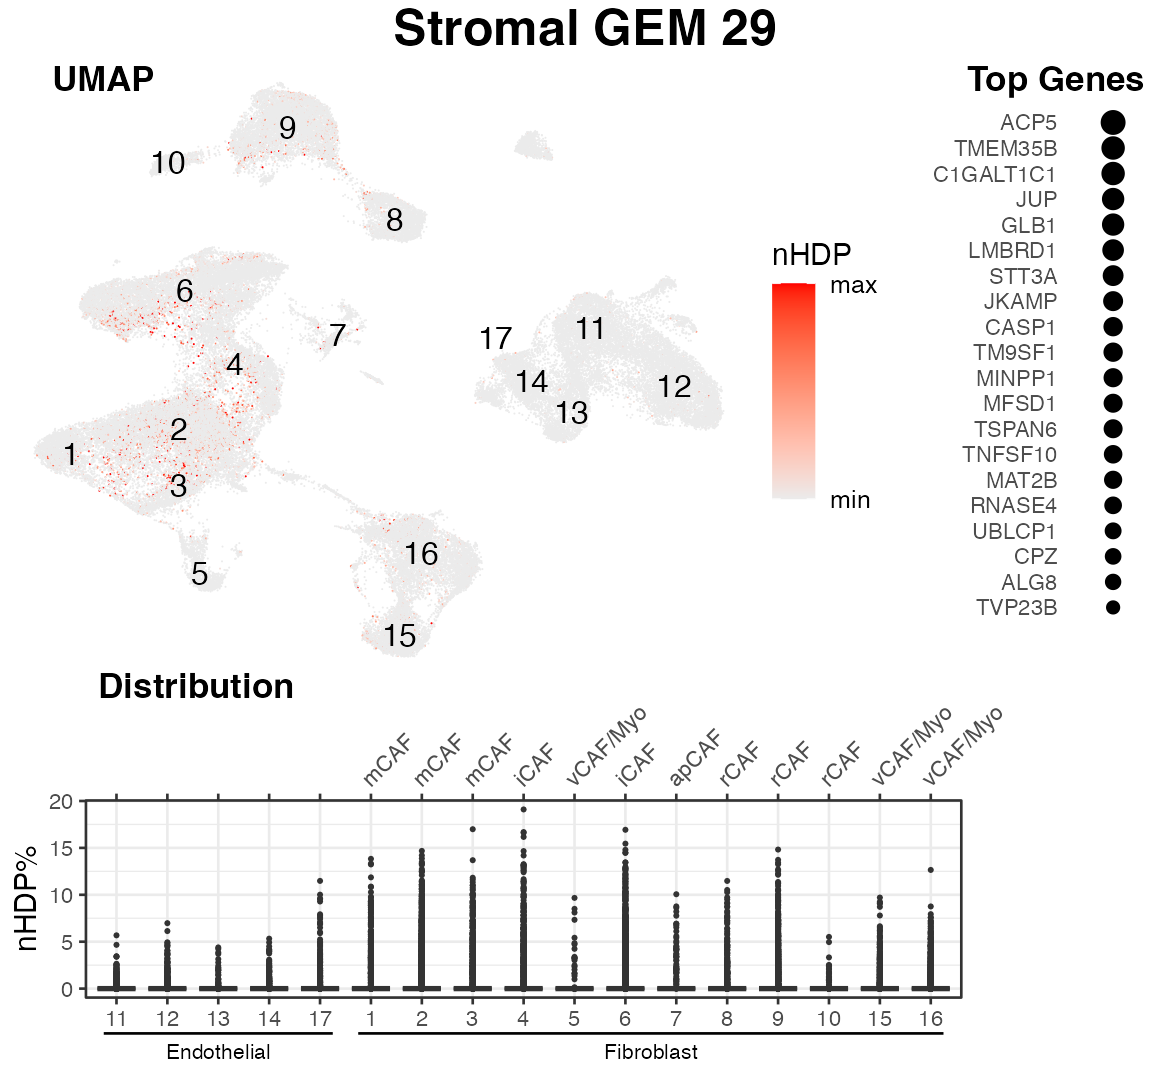 Stromal GEM 29
UMAP
9
10
8
6
7
4
2
1
3
5
16
15
11
17
14
12
13
nHDP
max
min
Top Genes
ACP5
TMEM35B
C1GALT1C1
JUP
GLB1
LMBRD1
STT3A
JKAMP
CASP1
TM9SF1
MINPP1
MFSD1
TSPAN6
TNFSF10
MAT2B
RNASE4
UBLCP1
CPZ
ALG8
TVP23B
Distribution
mCAF
mCAF
mCAF
iCAF
vCAF/Myo
iCAF
apCAF
rCAF
rCAF
rCAF
vCAF/Myo
vCAF/Myo
nHDP%
20
15
10
5
0
11 12 13 14 17 1 2 3 4 5 6 7 8 9 10 15 16
Endothelial Fibroblast